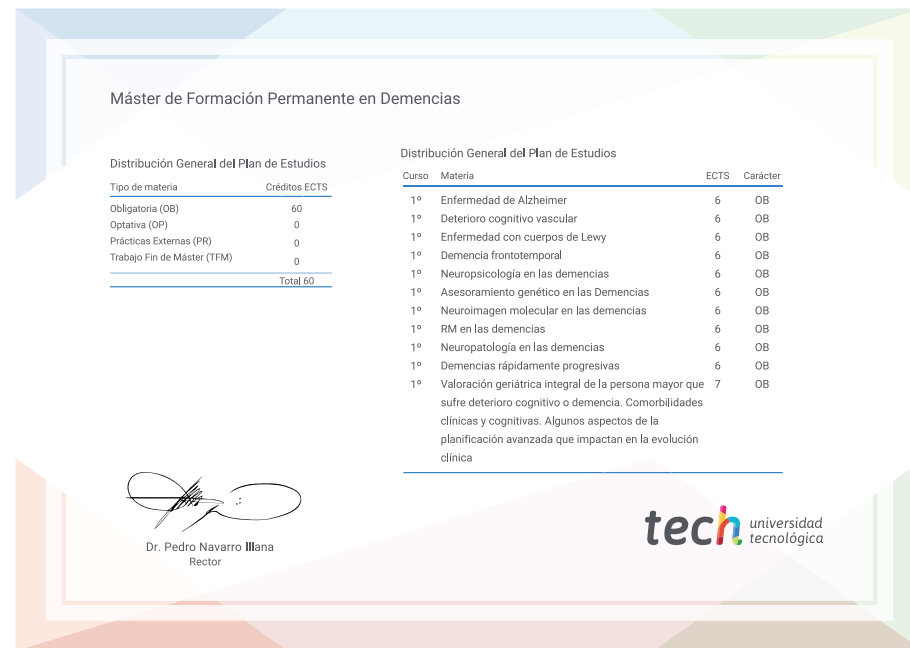 Máster de Formación Permanente en Demencias
Distribución General del Plan de Estudios
Tipo de materia Créditos ECTS
Obligatoria (OB) 60
Optativa (OP) 0
Prácticas Externas (PR) 0
Trabajo Fin de Máster (TFM) 0
Total 60
Distribución General del Plan de Estudios
Curso Materia ECTS Carácter
1º Enfermedad de Alzheimer 6 OB
1º Deterioro cognitivo vascular 6 OB
1º Enfermedad con cuerpos de Lewy 6 OB
1º Demencia frontotemporal 6 OB
1º Neuropsicología en las demencias 6 OB
1º Asesoramiento genético en las Demencias 6 OB
1º Neuroimagen molecular en las demencias 6 OB
1º RM en las demencias 6 OB
1º Neuropatología en las demencias 6 OB
1º Demencias rápidamente progresivas 6 OB
1º Valoración geriátrica integral de la persona mayor que 7 OB
sufre deterioro cognitivo o demencia. Comorbilidades
clínicas y cognitivas. Algunos aspectos de la
planificación avanzada que impactan en la evolución
clínica
Dr. Pedro Navarro Illana
Rector
tech universidad
tecnológica